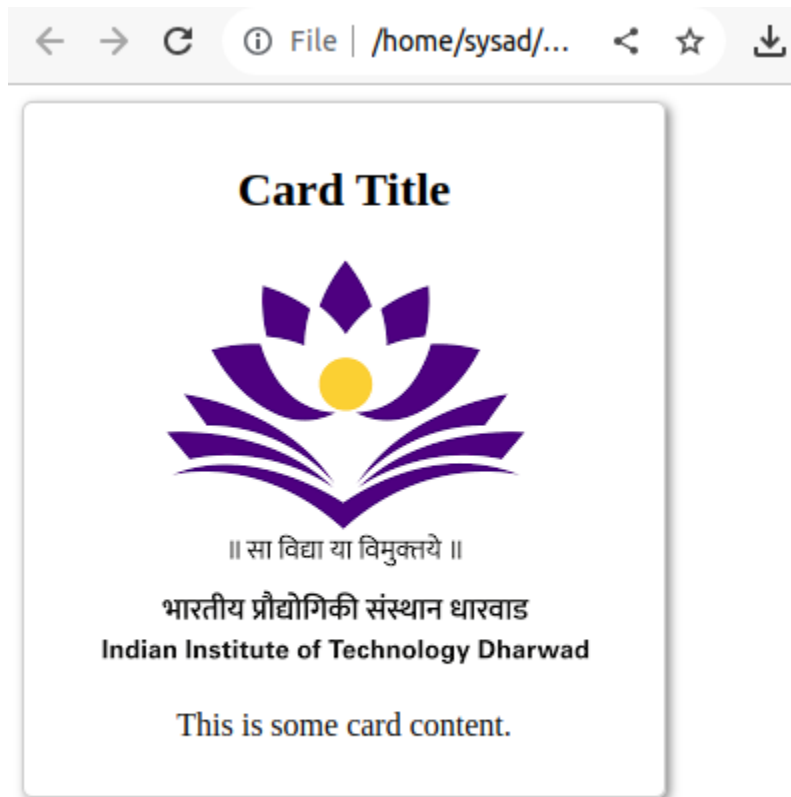 File | /home/sysad/...
Card Title
॥ सा विद्या या विमुक्तये ॥
भारतीय प्रौद्योगिकी संस्थान धारवाड
Indian Institute of Technology Dharwad
This is some card content.